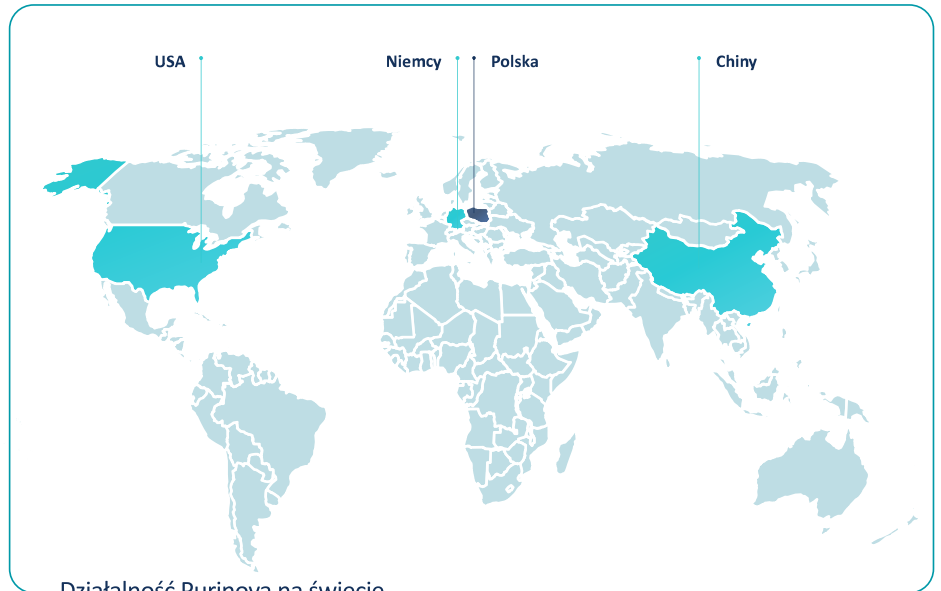 USA
Niemcy
Polska
Chiny
Działalność Purinova na świecie